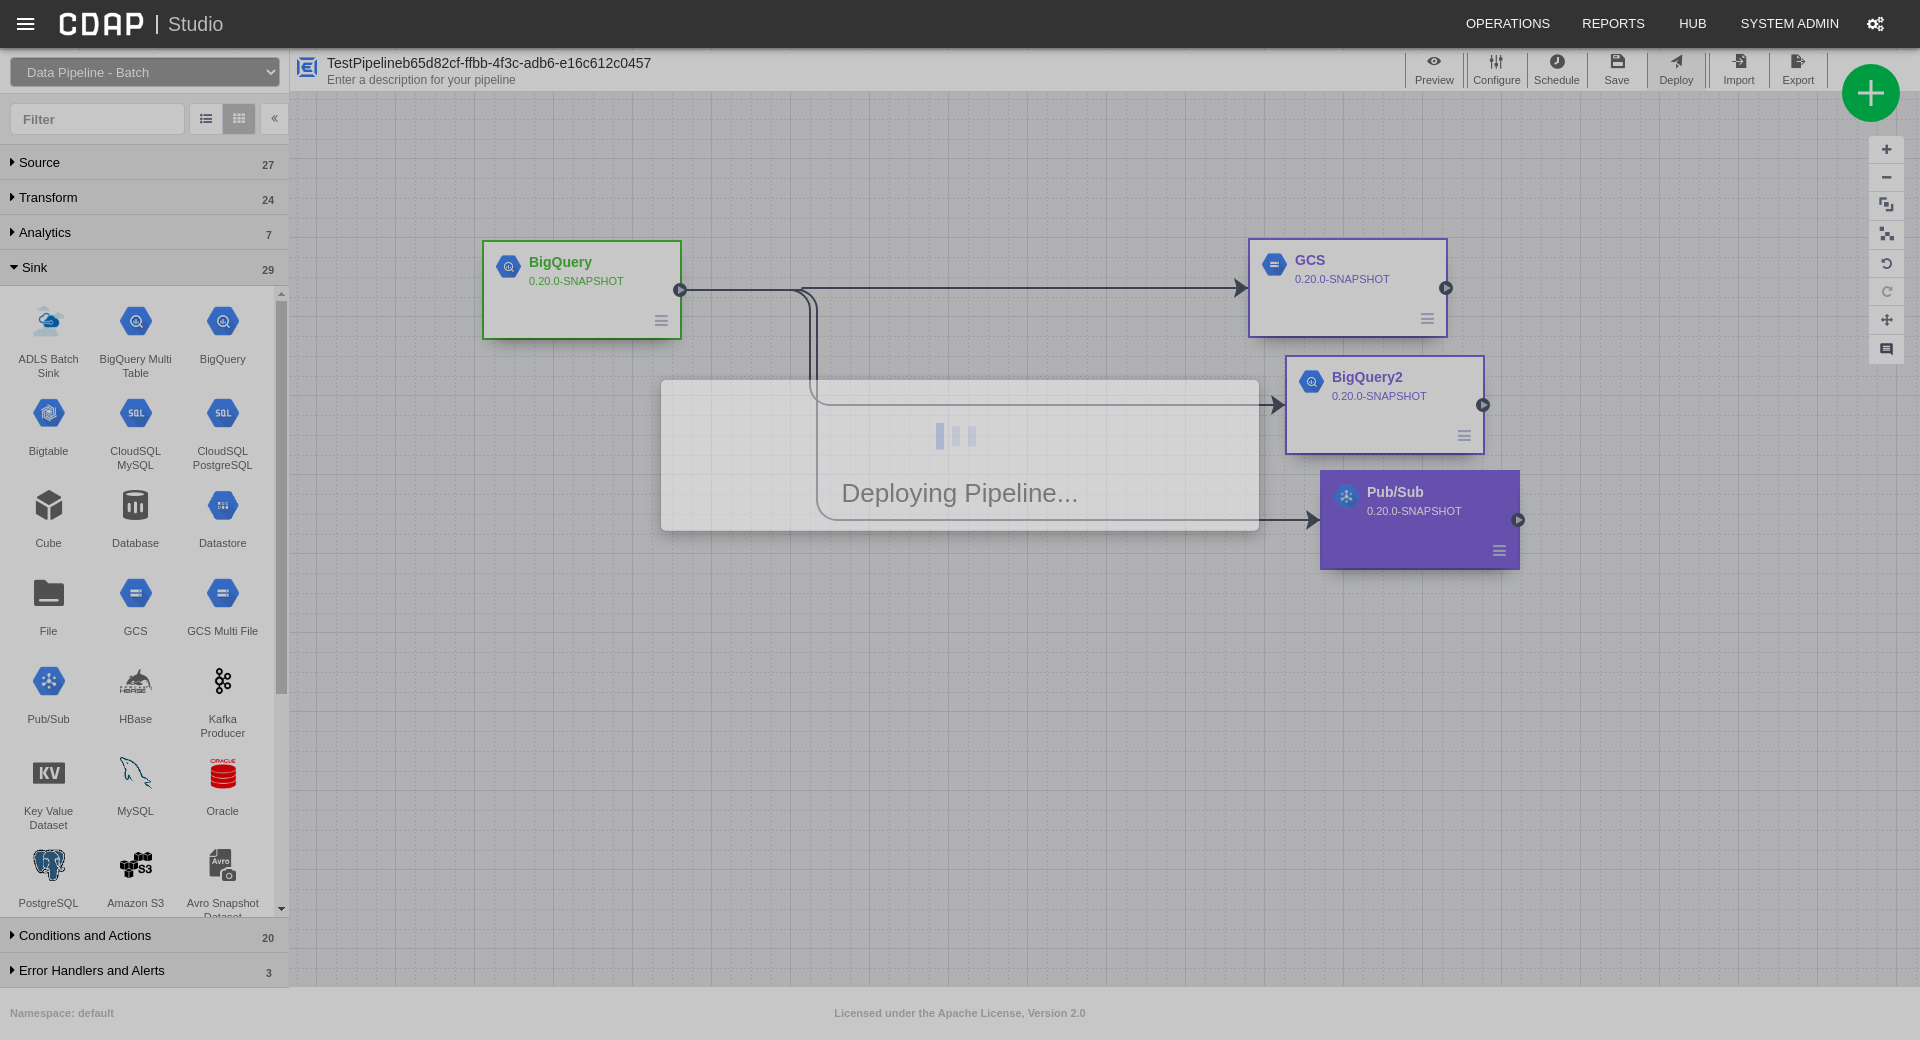 CDAP | Studio
OPERATIONS
REPORTS
HUB
SYSTEM ADMIN
Data Pipeline - Batch
TestPipelineb65d82cf-ffbb-4f3c-adb6-e16c612c0457
Enter a description for your pipeline
Preview
Configure
Schedule
Save
Deploy
Import
Export
Filter
Source 27
Transform 24
Analytics 7
Sink 29
ADLS Batch
Sink
BigQuery Multi
Table
BigQuery
Bigtable
SQL
CloudSQL
MySQL
SQL
CloudSQL
PostgreSQL
Cube
Database
Datastore
File
GCS
GCS Multi File
Pub/Sub
HBASE
HBase
Kafka
Producer
KV
Key Value
Dataset
MySQL
ORACLE
Oracle
PostgreSQL
S3
Amazon S3
Avro
Avro Snapshot
Dataset
Conditions and Actions 20
Error Handlers and Alerts 3
BigQuery
0.20.0-SNAPSHOT
GCS
0.20.0-SNAPSHOT
BigQuery2
0.20.0-SNAPSHOT
Pub/Sub
0.20.0-SNAPSHOT
Deploying Pipeline...
Namespace: default
Licensed under the Apache License, Version 2.0